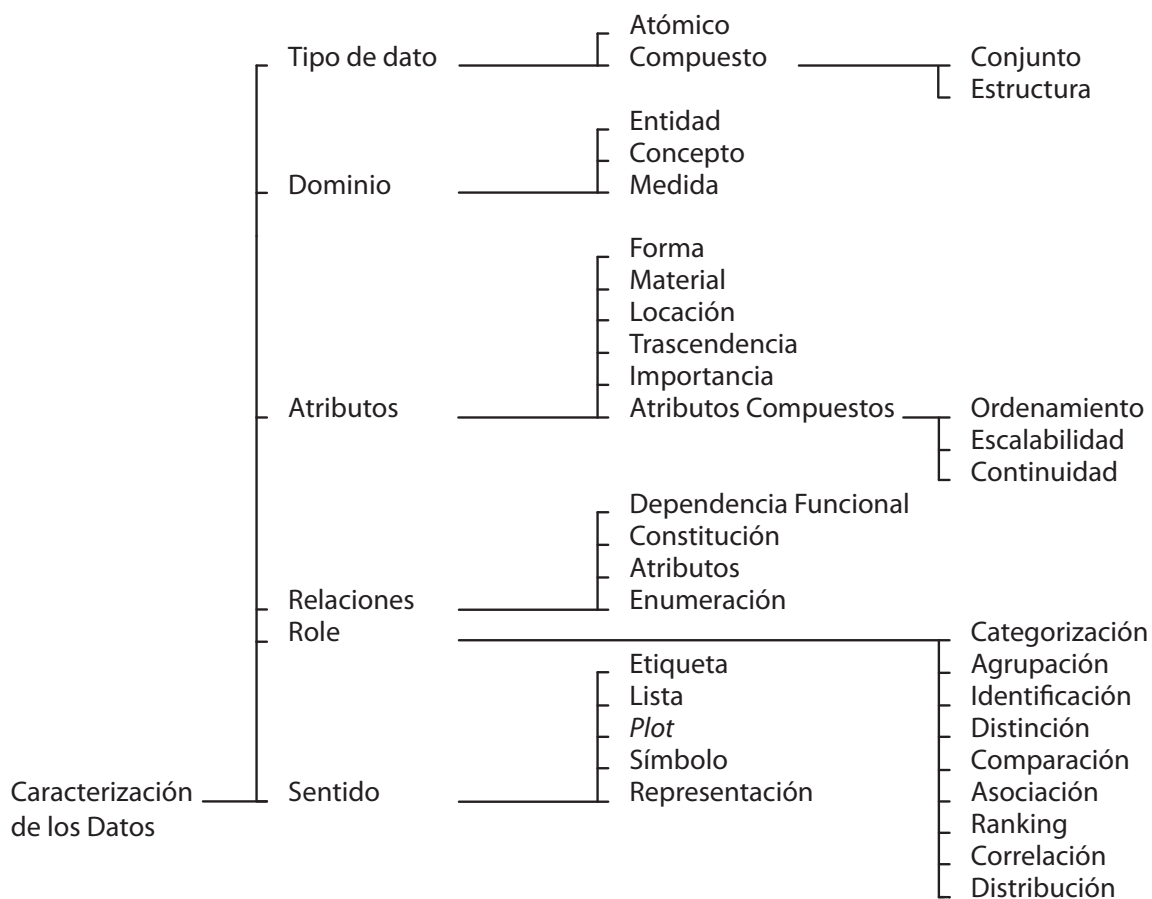 Atómico
Tipo de dato
Compuesto
Conjunto
Estructura
Entidad
Concepto
Dominio
Medida
Forma
Material
Locación
Trascendencia
Importancia
Atributos
Atributos Compuestos
Ordenamiento
Escalabilidad
Continuidad
Dependencia Funcional
Constitución
Atributos
Relaciones
Enumeración
Role
Categorización
Etiqueta
Agrupación
Lista
Identificación
Plot
Distinción
Símbolo
Comparación
Caracterización
de los Datos
Sentido
Representación
Asociación
Ranking
Correlación
Distribución